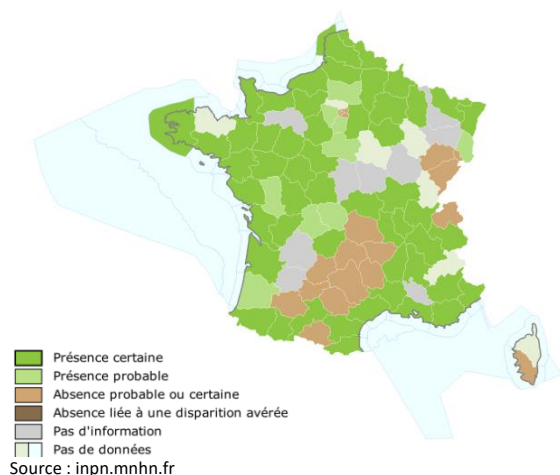 Présence certaine
Présence probable
Absence probable ou certaine
Absence liée à une disparition avérée
Pas d'information
Pas de données
Source : inpn.mnhn.fr